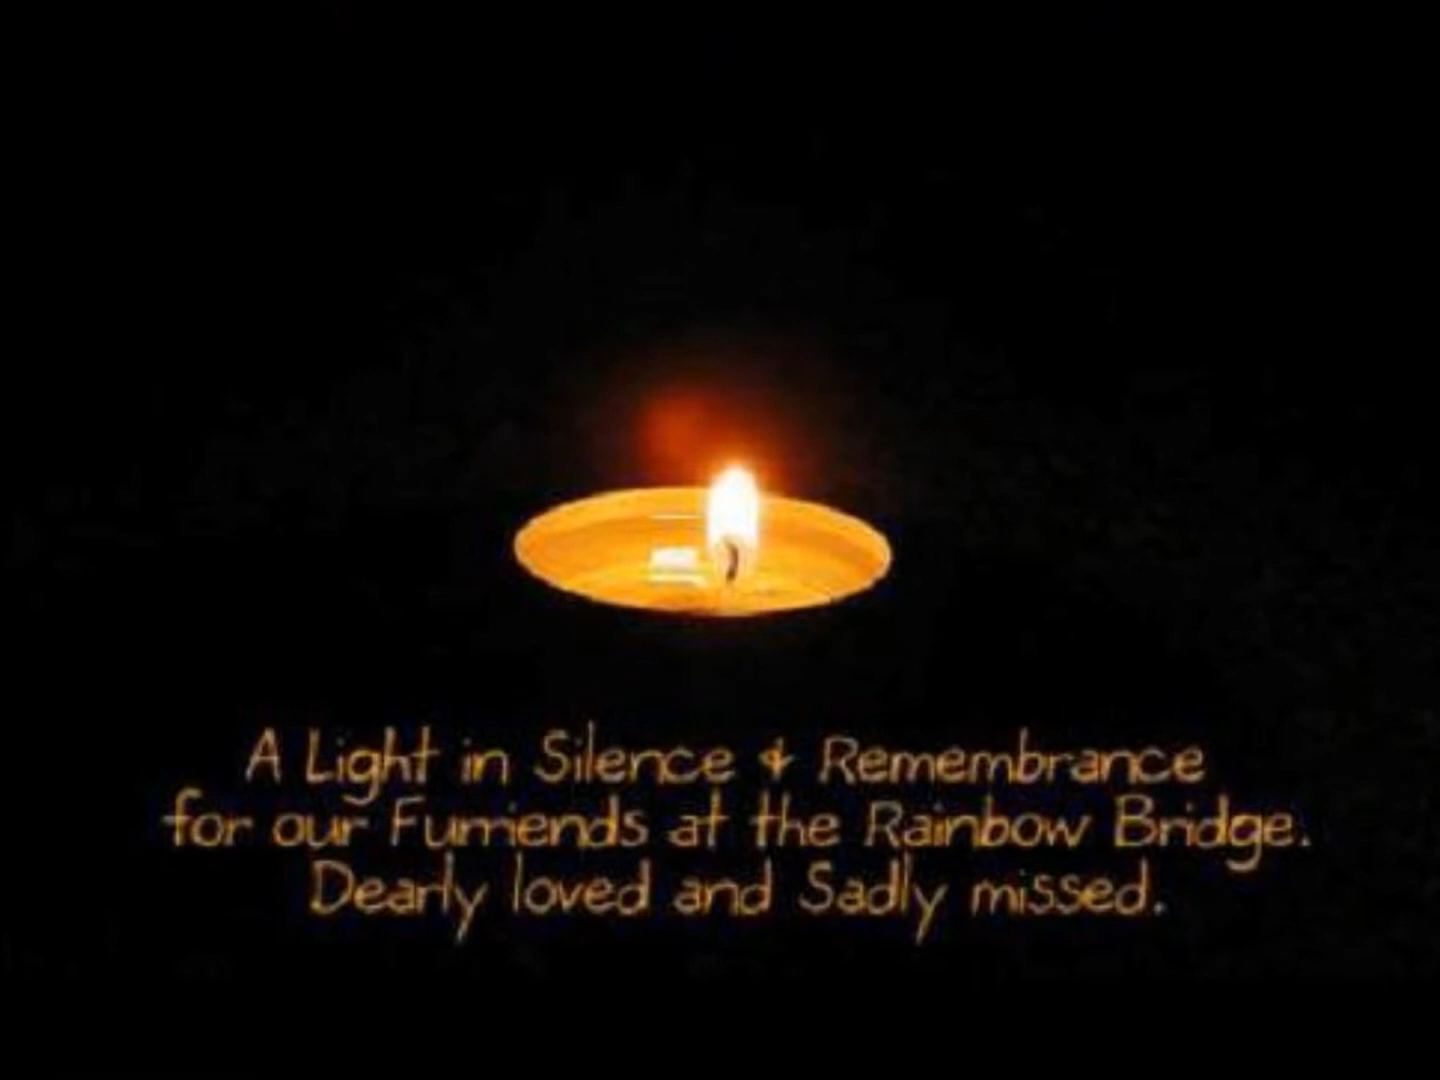 A Light in Silence & Remembrance
for our Furriends at the Rainbow Bridge.
Dearly loved and Sadly missed.